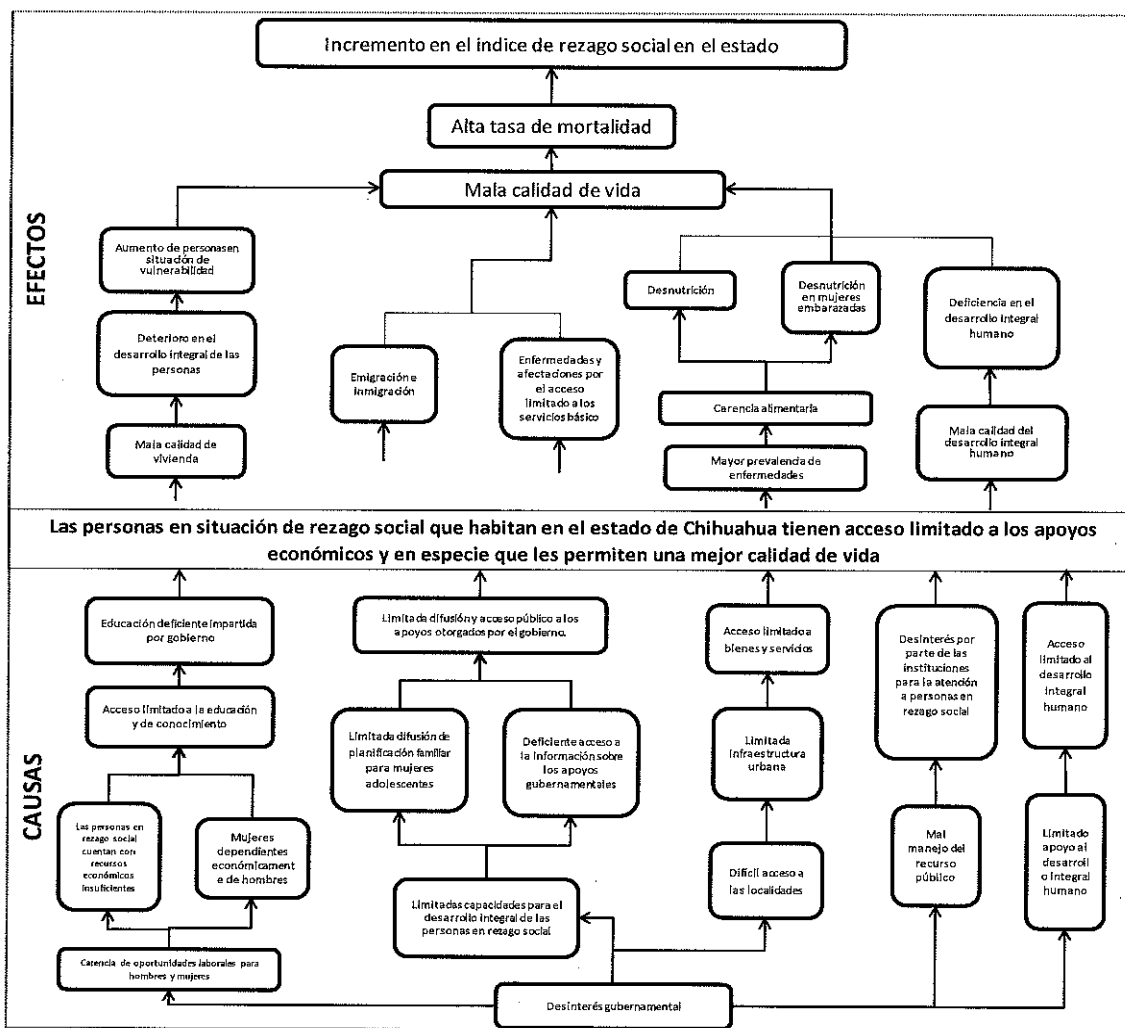 Incremento en el índice de rezago social en el estado
Alta tasa de mortalidad
Mala calidad de vida
EFECTOS
Aumento de personas en
situación de
vulnerabilidad
Deterioro en el
desarrollo integral de las
personas
Mala calidad de
vivienda
Emigración e
inmigración
Enfermedades y
afectaciones por
el acceso
limitado a los
servicios básico
Desnutrición
Desnutrición
en mujeres
embarazadas
Carencia alimentaria
Mayor prevalencia de
enfermedades
Deficiencia en el
desarrollo integral
humano
Mala calidad del
desarrollo integral
humano
Las personas en situación de rezago social que habitan en el estado de Chihuahua tienen acceso limitado a los apoyos
económicos y en especie que les permiten una mejor calidad de vida
CAUSAS
Educación deficiente impartida
por gobierno
Acceso limitado a la educación
y de conocimiento
Las personas en
rezago social
cuentan con
recursos
económicos
insuficientes
Mujeres
dependientes
económicament
e de hombres
Carencia de oportunidades laborales para
hombres y mujeres
Limitada difusión y acceso público a los
apoyos otorgados por el gobierno.
Limitada difusión de
planificación familiar
para mujeres
adolescentes
Deficiente acceso a
la información sobre
los apoyos
gubernamentales
Limitadas capacidades para el
desarrollo integral de las
personas en rezago social
Acceso limitado a
bienes y servicios
Limitada
infraestructura
urbana
Difícil acceso a
las localidades
Desinterés por
parte de las
instituciones
para la atención
a personas en
rezago social
Mal
manejo del
recurso
público
Acceso
limitado al
desarrollo
integral
humano
Limitado
apoyo al
desarroll
o integral
humano
Desinterés gubernamental